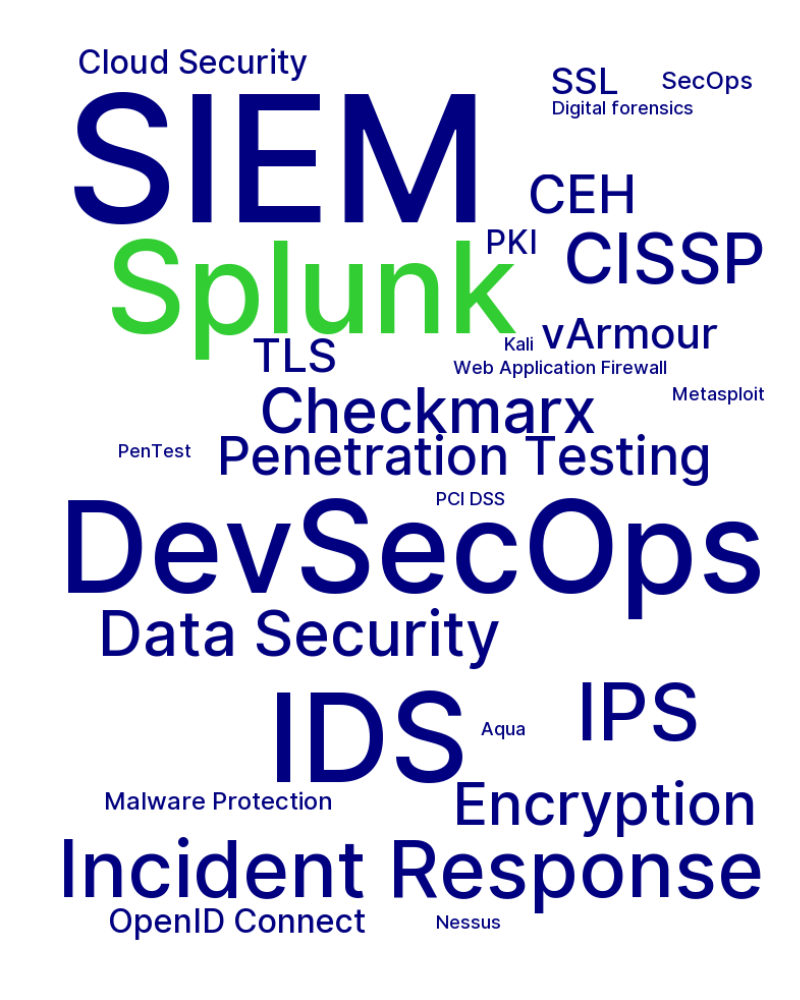 Cloud Security
SSL
SecOps
Digital forensics
SIEM
CEH
PKI
CISSP
Splunk
vArmour
Kali
TLS
Web Application Firewall
Metasploit
Checkmarx
PenTest
Penetration Testing
PCI DSS
DevSecOps
Data Security
IPS
IDS
Aqua
Malware Protection
Encryption
Incident Response
OpenID Connect
Nessus